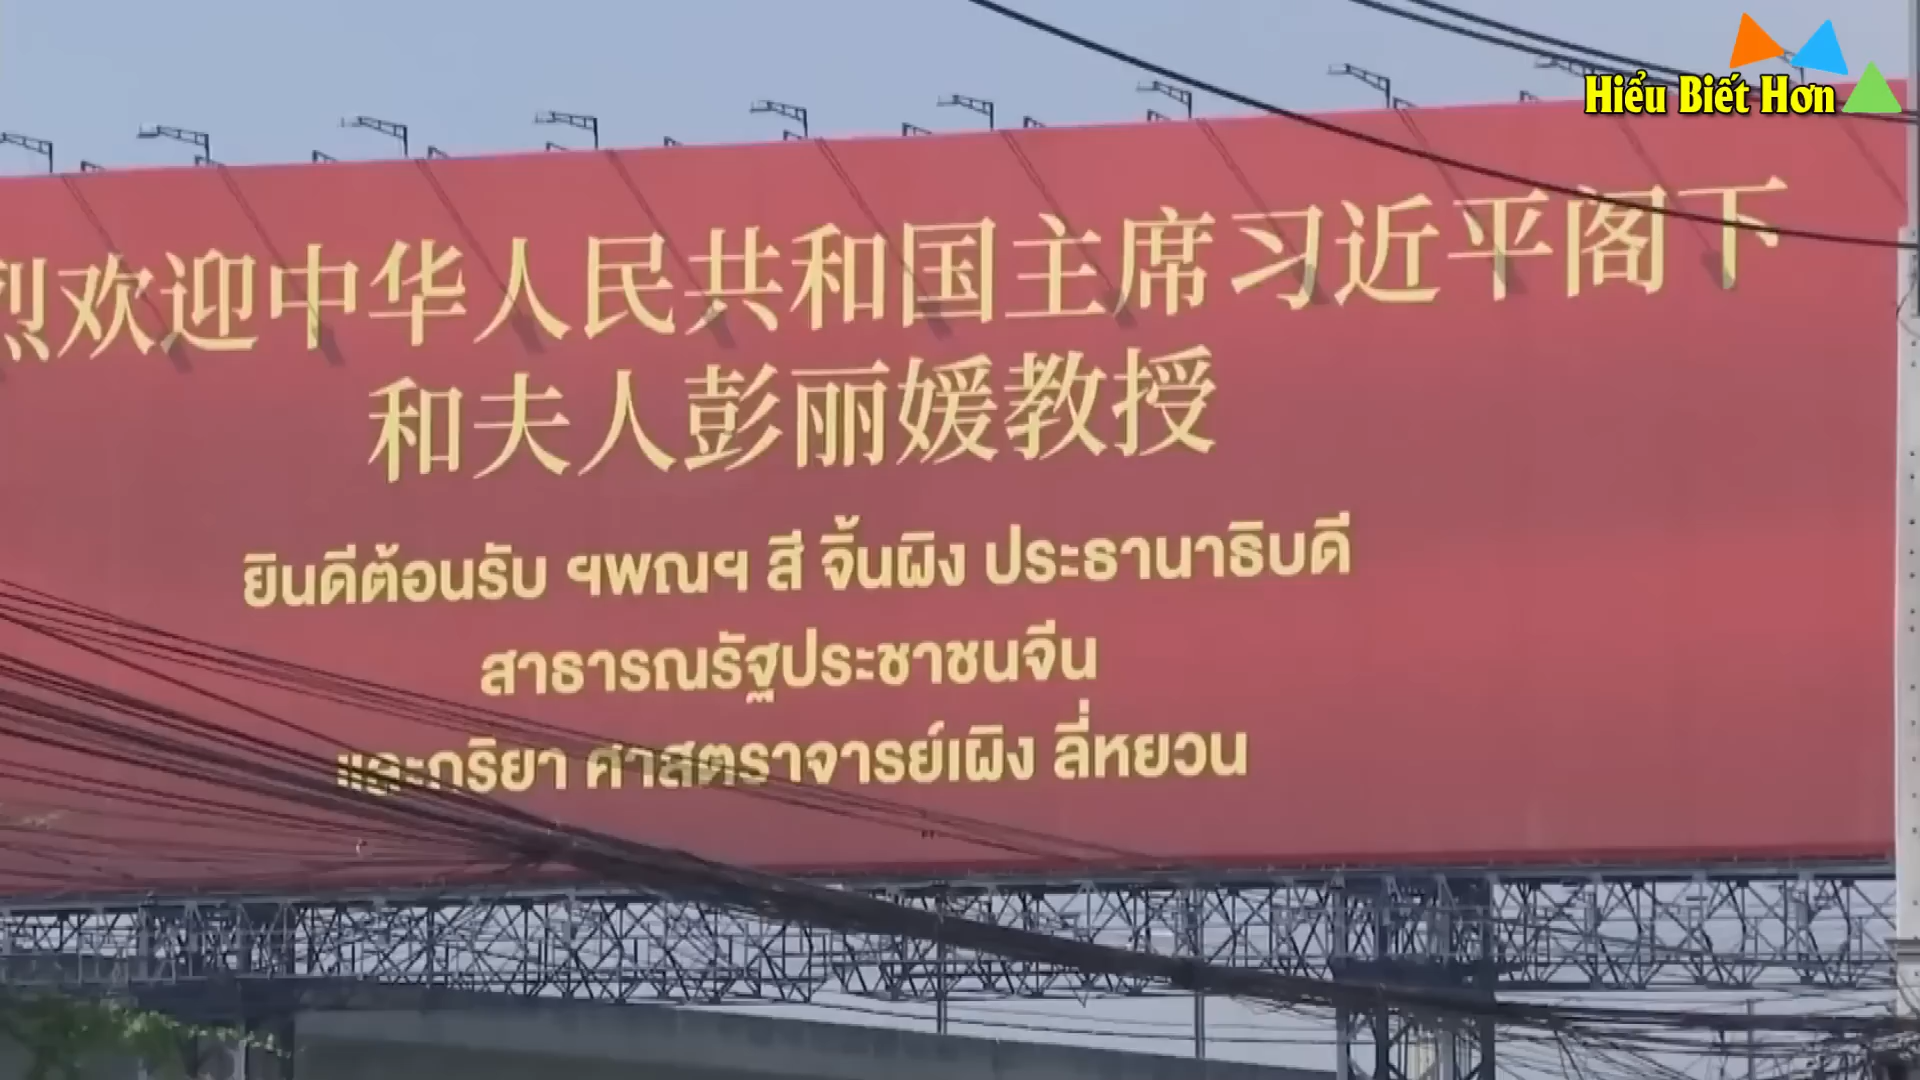 Hiểu Biết Hơn
烈欢迎中华人民共和国主席习近平阁下
和夫人彭丽媛教授
ยินดีต้อนรับ ฯพณฯ สี จิ้นผิง ประธานาธิบดี
สาธารณรัฐประชาชนจีน
และภริยา ศาสตราจารย์เผิง ลี่หยวน